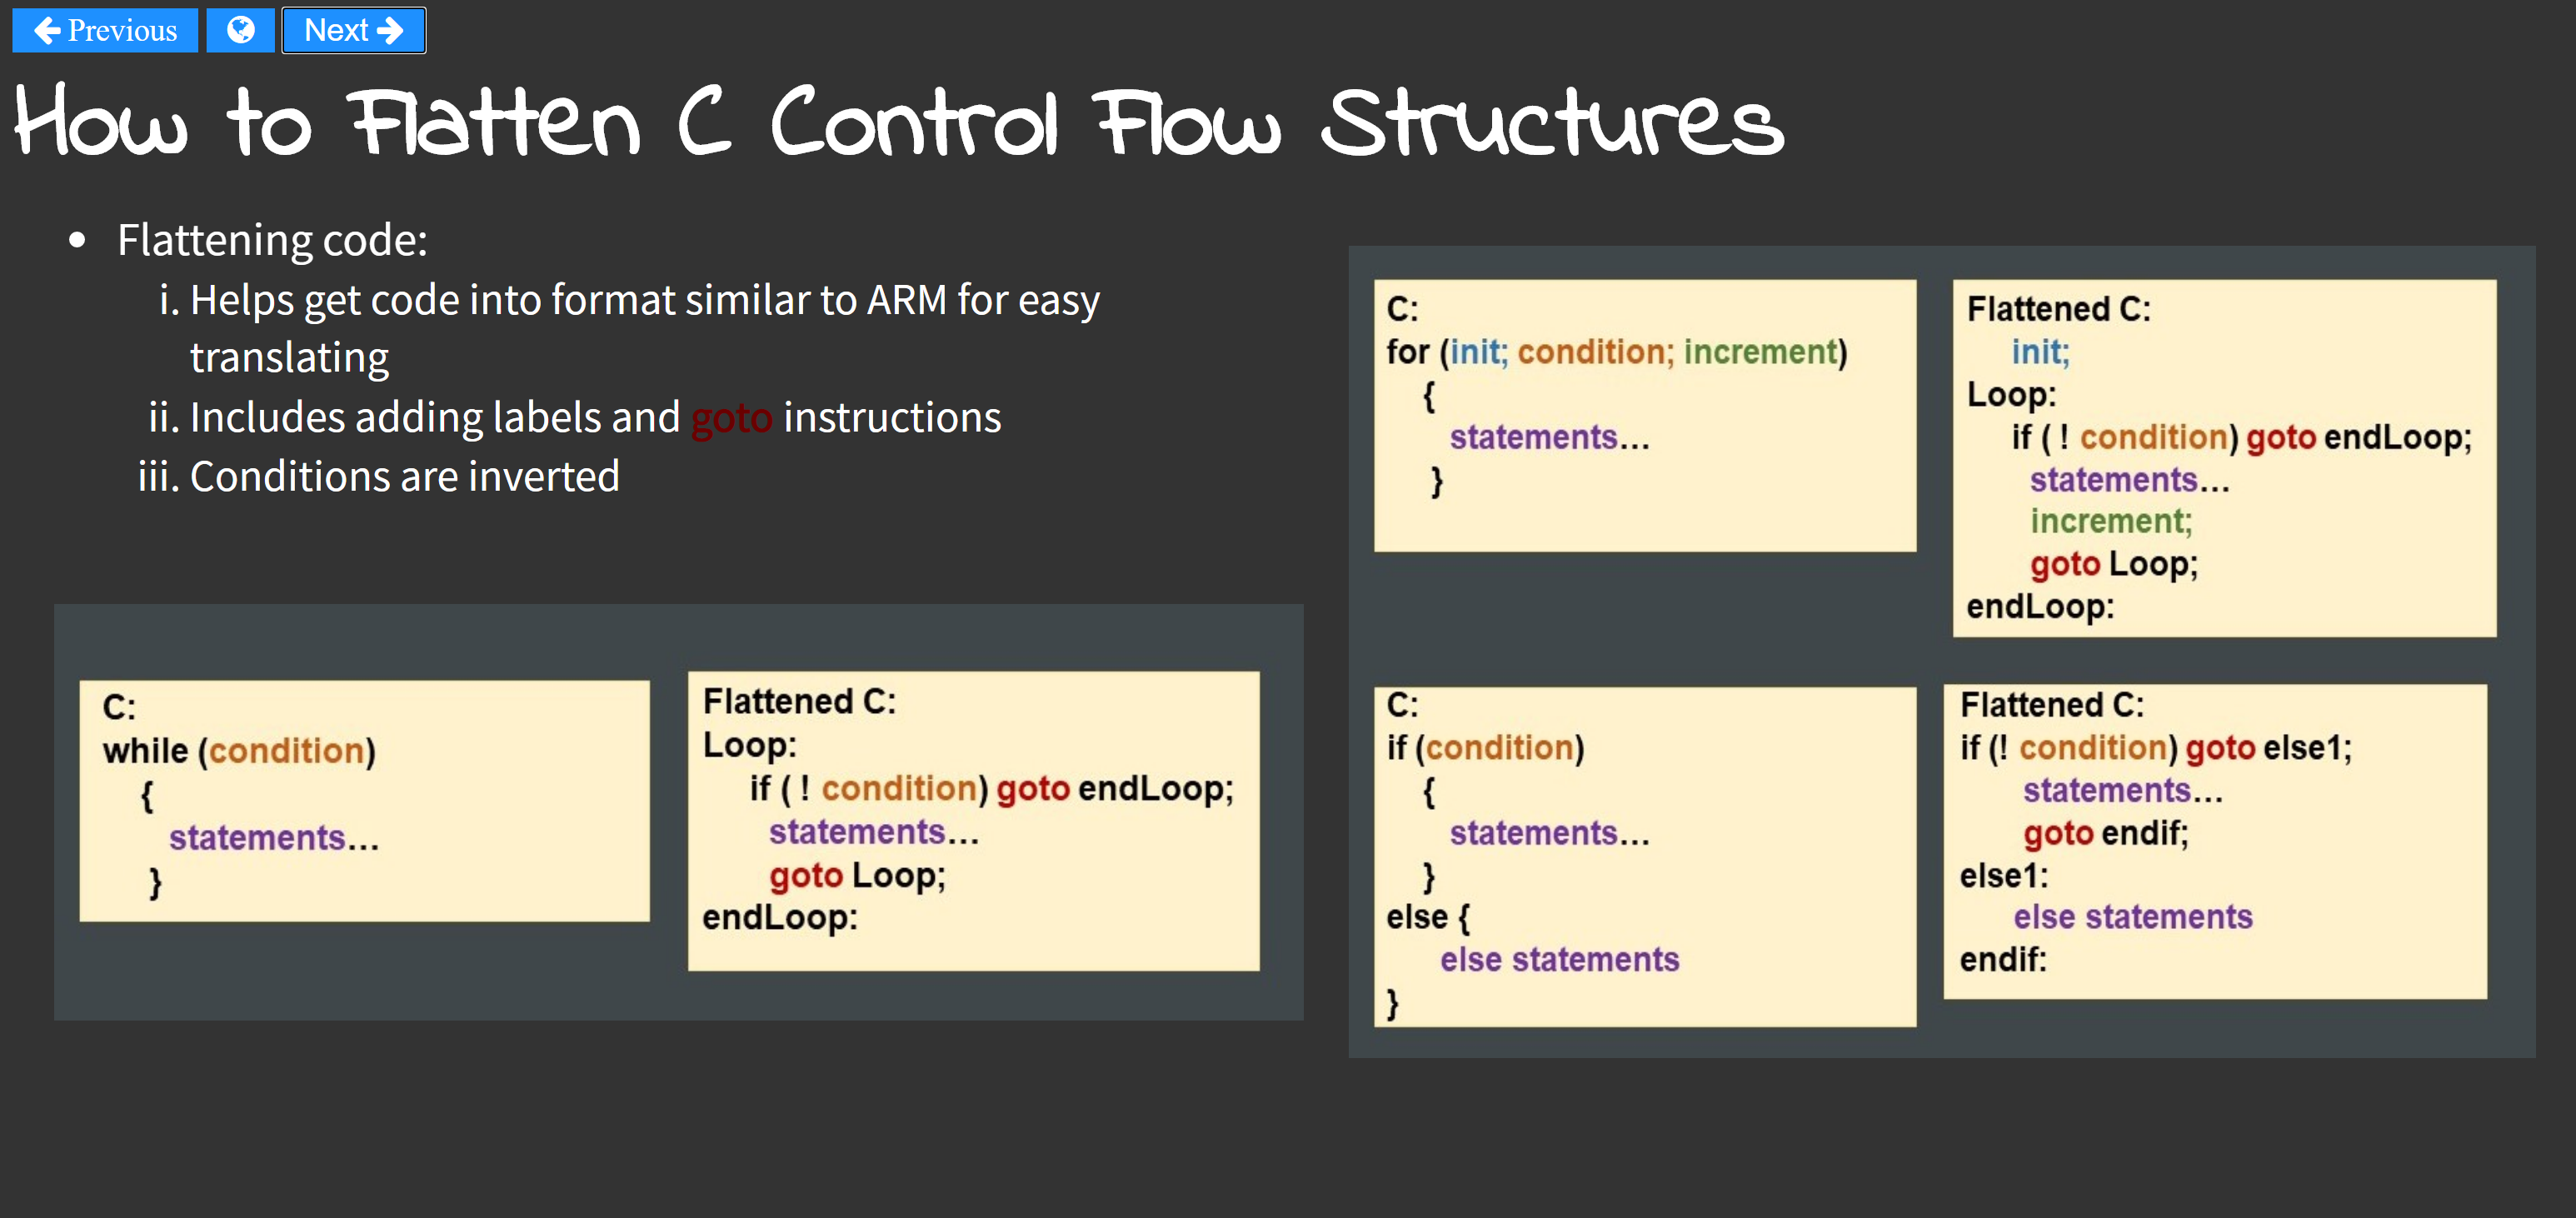 Previous
Next
How to Flatten C Control Flow Structures
• Flattening code:
i. Helps get code into format similar to ARM for easy
translating
ii. Includes adding labels and goto instructions
iii. Conditions are inverted
C:
while (condition)
{
statements...
}
Flattened C:
Loop:
if ( ! condition) goto endLoop;
statements...
goto Loop;
endLoop:
C:
for (init; condition; increment)
{
statements...
}
Flattened C:
init;
Loop:
if ( ! condition) goto endLoop;
statements...
increment;
goto Loop;
endLoop:
C:
if (condition)
{
statements...
}
else {
else statements
}
Flattened C:
if (! condition) goto else1;
statements...
goto endif;
else1:
else statements
endif: